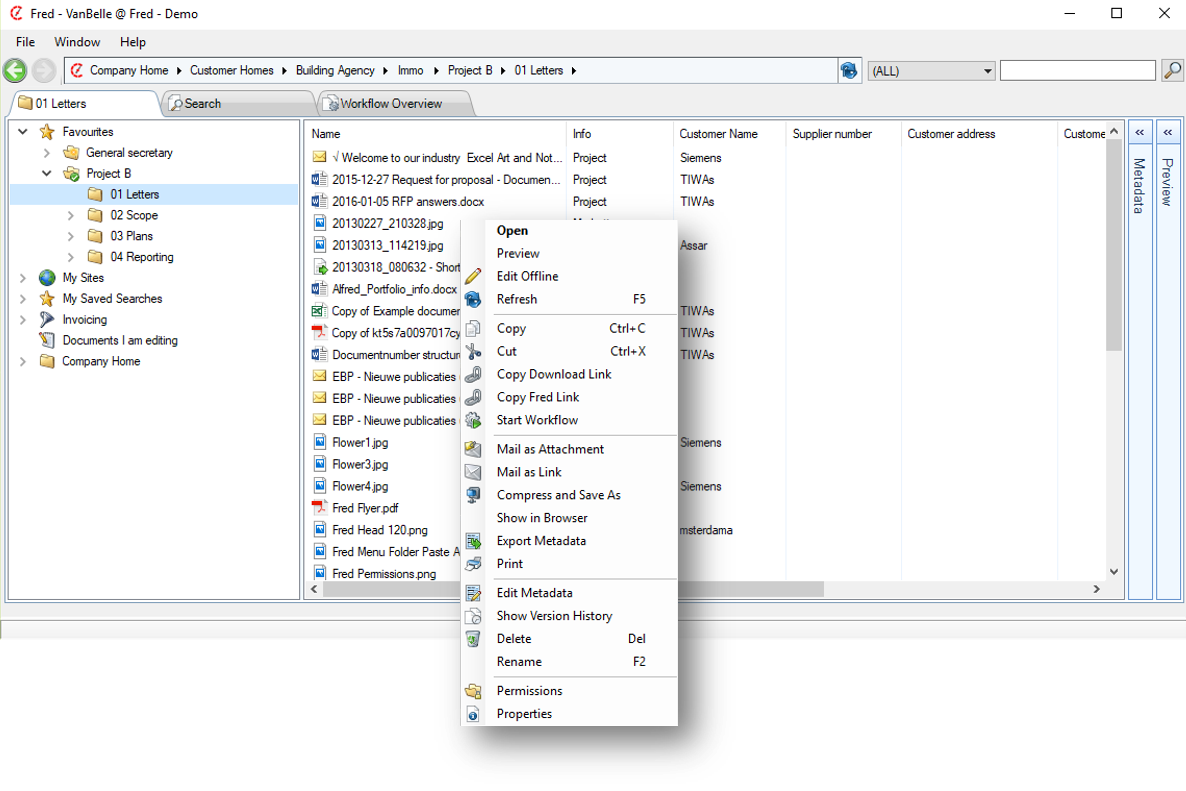 Fred - VanBelle @ Fred - Demo
File Window Help
Company Home Customer Homes Building Agency Immo Project B 01 Letters (ALL)
01 Letters Search Workflow Overview
Favourites
General secretary
Project B
01 Letters
02 Scope
03 Plans
04 Reporting
My Sites
My Saved Searches
Invoicing
Documents I am editing
Company Home
Name Info Customer Name Supplier number Customer address Custome
√ Welcome to our industry Excel Art and Not... Project Siemens
2015-12-27 Request for proposal - Documen... Project TIWAs
2016-01-05 RFP answers.docx Project TIWAs
20130227_210328.jpg
20130313_114219.jpg Assar
20130318_080632 - Short
Alfred_Portfolio_info.docx
Copy of Example documen TIWAs
Copy of kt5s7a0097017cy TIWAs
Documentnumber structure TIWAs
EBP - Nieuwe publicaties
EBP - Nieuwe publicaties
EBP - Nieuwe publicaties
Flower1.jpg Siemens
Flower3.jpg
Flower4.jpg Siemens
Fred Flyer.pdf
Fred Head 120.png msterdama
Fred Menu Folder Paste A
Fred Permissions.png
Open
Preview
Edit Offline
Refresh F5
Copy Ctrl+C
Cut Ctrl+X
Copy Download Link
Copy Fred Link
Start Workflow
Mail as Attachment
Mail as Link
Compress and Save As
Show in Browser
Export Metadata
Print
Edit Metadata
Show Version History
Delete Del
Rename F2
Permissions
Properties
Metadata
Preview